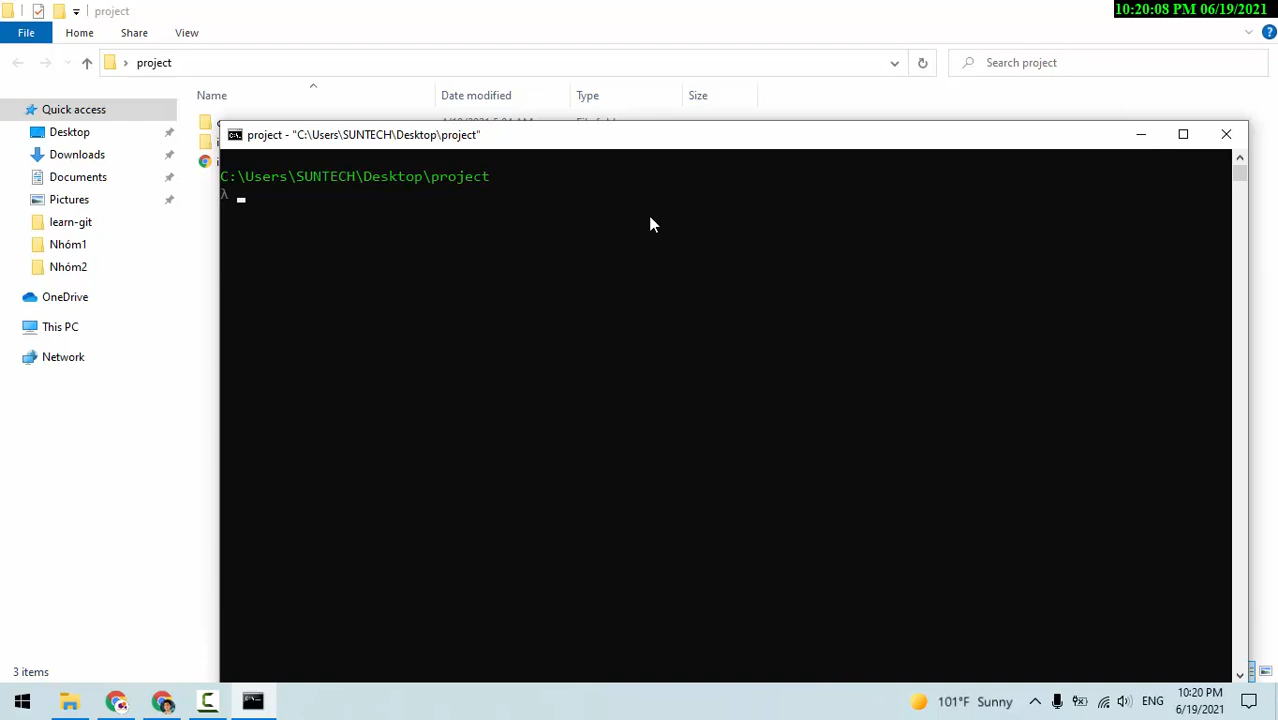 project
10:20:08 PM 06/19/2021
File
Home
Share
View
project
Search project
Name
Date modified
Type
Size
Quick access
Desktop
Downloads
Documents
Pictures
learn-git
Nhóm1
Nhóm2
OneDrive
This PC
Network
project - "C:\Users\SUNTECH\Desktop\project"
C:\Users\SUNTECH\Desktop\project
λ
3 items
101°F Sunny
ENG
10:20 PM
6/19/2021